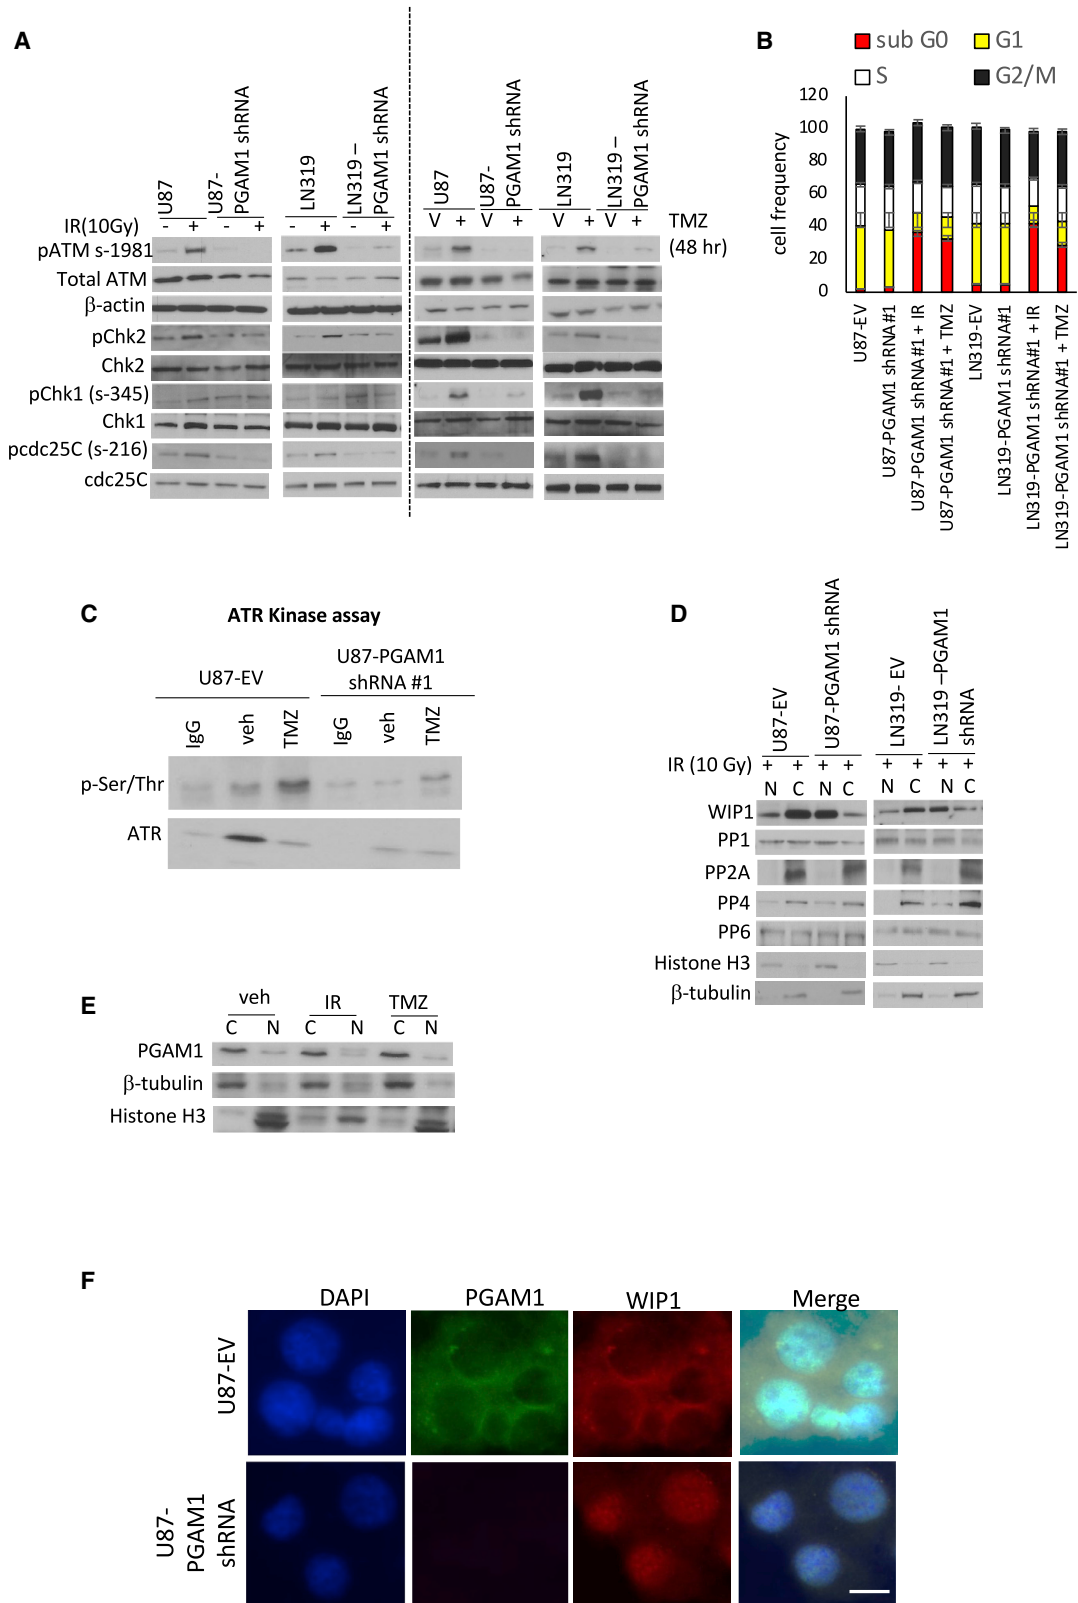 A
U87
U87-
PGAM1 shRNA
LN319
LN319 –
PGAM1 shRNA
U87
U87-
PGAM1 shRNA
LN319
LN319 –
PGAM1 shRNA
IR(10Gy) - + - + - + - + V + V + V + V + TMZ
(48 hr)
pATM s-1981
Total ATM
β-actin
pChk2
Chk2
pChk1 (s-345)
Chk1
pcdc25C (s-216)
cdc25C
B
sub G0 G1
S G2/M
cell frequency
120
100
80
60
40
20
0
U87-EV
U87-PGAM1 shRNA#1
U87-PGAM1 shRNA#1 + IR
U87-PGAM1 shRNA#1 + TMZ
LN319-EV
LN319-PGAM1 shRNA#1
LN319-PGAM1 shRNA#1 + IR
LN319-PGAM1 shRNA#1 + TMZ
C
ATR Kinase assay
U87-EV
U87-PGAM1
shRNA #1
IgG veh TMZ IgG veh TMZ
p-Ser/Thr
ATR
D
U87-EV
U87-PGAM1 shRNA
LN319- EV
LN319 –PGAM1
shRNA
IR (10 Gy) + + + + + + + +
N C N C N C N C
WIP1
PP1
PP2A
PP4
PP6
Histone H3
β-tubulin
E
veh IR TMZ
C N C N C N
PGAM1
β-tubulin
Histone H3
F
DAPI PGAM1 WIP1 Merge
U87-EV
U87-
PGAM1
shRNA